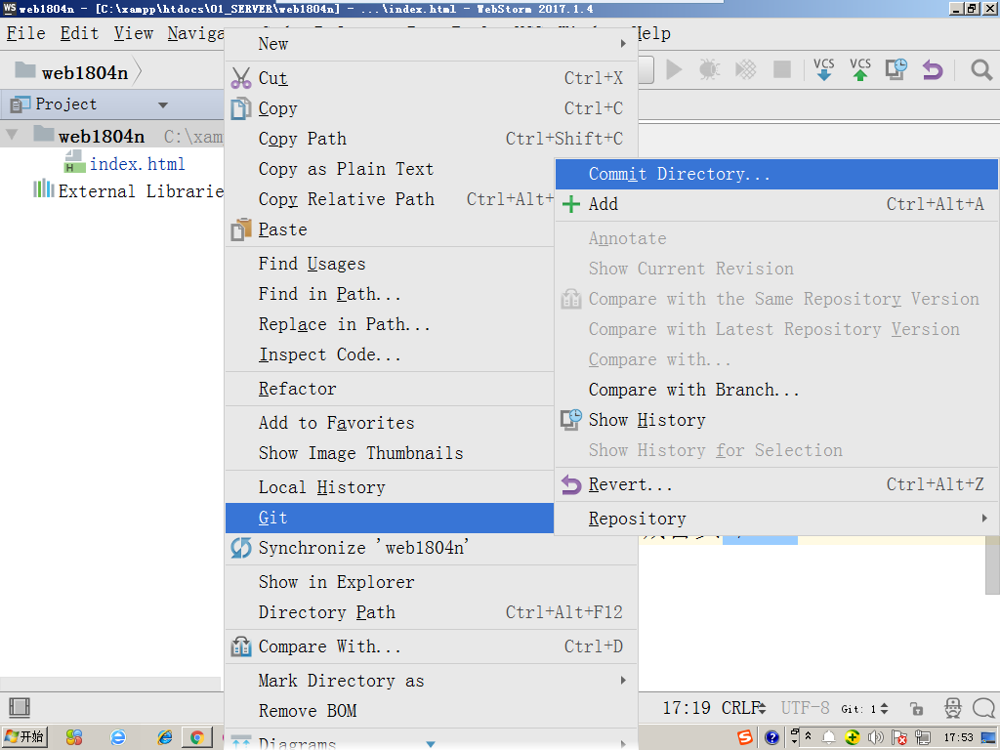 web1804n - [C:\xampp\htdocs\01_SERVER\web1804n] - ...\index.html - WebStorm 2017.1.4
File Edit View Naviga
elp
web1804n
VCS VCS
Project
web1804n C:\xam
index.html
External Librarie
New
Cut Ctrl+X
Copy Ctrl+C
Copy Path Ctrl+Shift+C
Copy as Plain Text
Copy Relative Path Ctrl+Alt+
Paste
Find Usages
Find in Path...
Replace in Path...
Inspect Code...
Refactor
Add to Favorites
Show Image Thumbnails
Local History
Git
Synchronize 'web1804n'
Show in Explorer
Directory Path Ctrl+Alt+F12
Compare With... Ctrl+D
Mark Directory as
Remove BOM
Diagrams
Commit Directory...
Add Ctrl+Alt+A
Annotate
Show Current Revision
Compare with the Same Repository Version
Compare with Latest Repository Version
Compare with...
Compare with Branch...
Show History
Show History for Selection
Revert... Ctrl+Alt+Z
Repository
17:19 CRLF UTF-8 Git: 1
开始
17:53